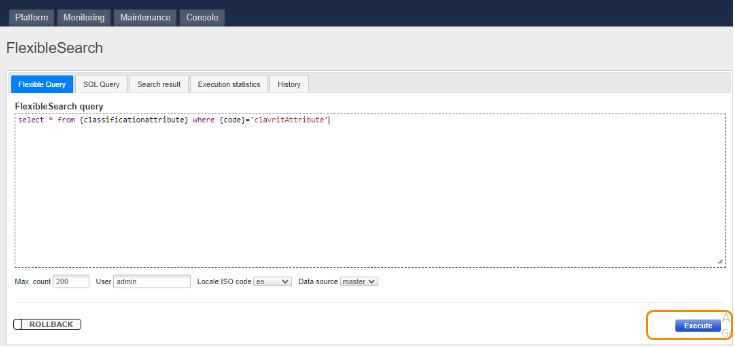 Platform Monitoring Maintenance Console
FlexibleSearch
Flexible Query SQL Query Search result Execution statistics History
FlexibleSearch query
select * from {classificationattribute} where {code}='clavritAttribute'
Max. count 200 User admin Locale ISO code en Data source master
ROLLBACK Execute